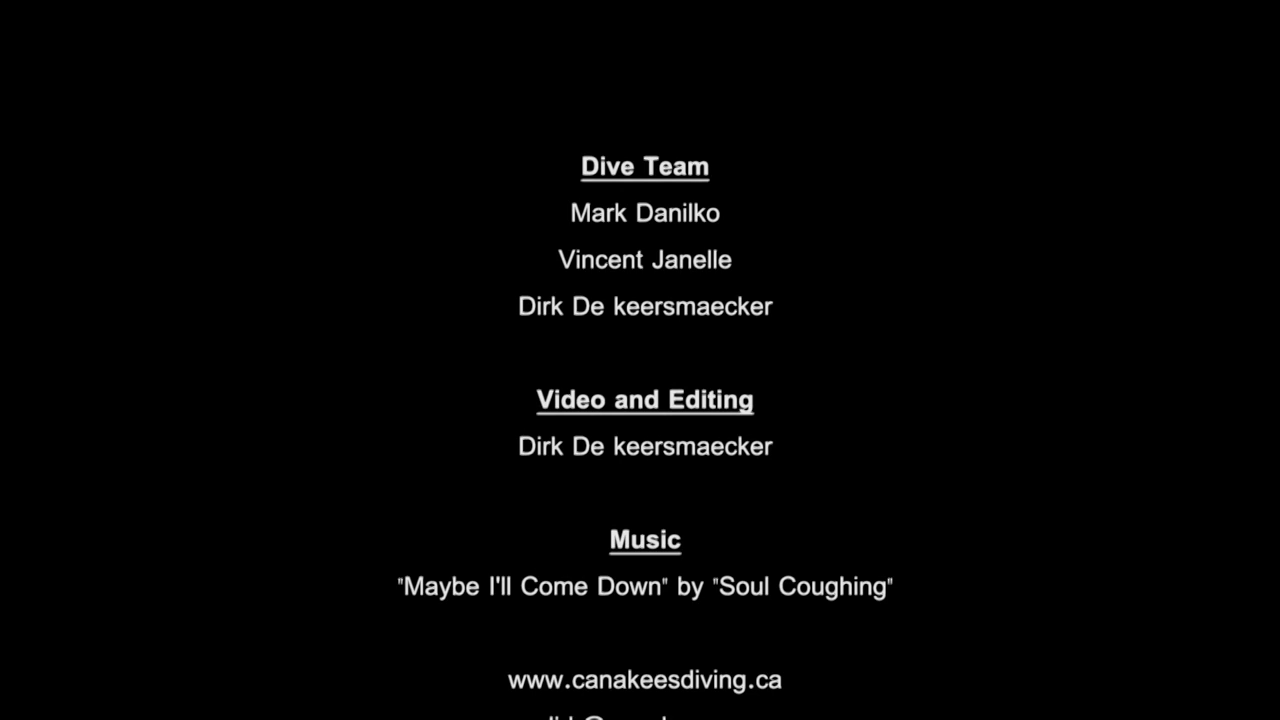 Dive Team
Mark Danilko
Vincent Janelle
Dirk De keersmaecker
Video and Editing
Dirk De keersmaecker
Music
"Maybe I'll Come Down" by "Soul Coughing"
www.canakeesdiving.ca